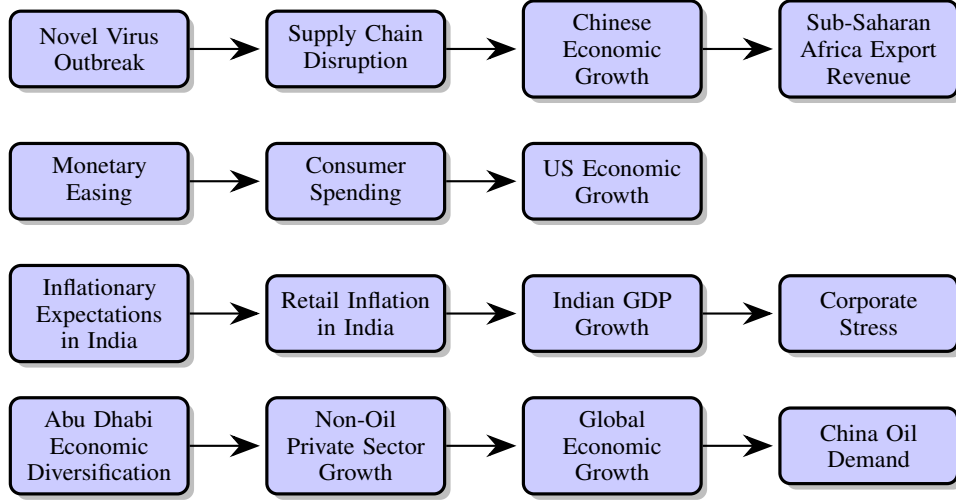 Novel Virus
Outbreak
Supply Chain
Disruption
Chinese
Economic
Growth
Sub-Saharan
Africa Export
Revenue
Monetary
Easing
Consumer
Spending
US Economic
Growth
Inflationary
Expectations
in India
Retail Inflation
in India
Indian GDP
Growth
Corporate
Stress
Abu Dhabi
Economic
Diversification
Non-Oil
Private Sector
Growth
Global
Economic
Growth
China Oil
Demand